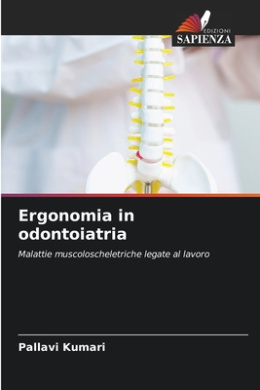 EDIZIONI
SAPIENZA
Ergonomia in
odontoiatria
Malattie muscoloscheletriche legate al lavoro
Pallavi Kumari